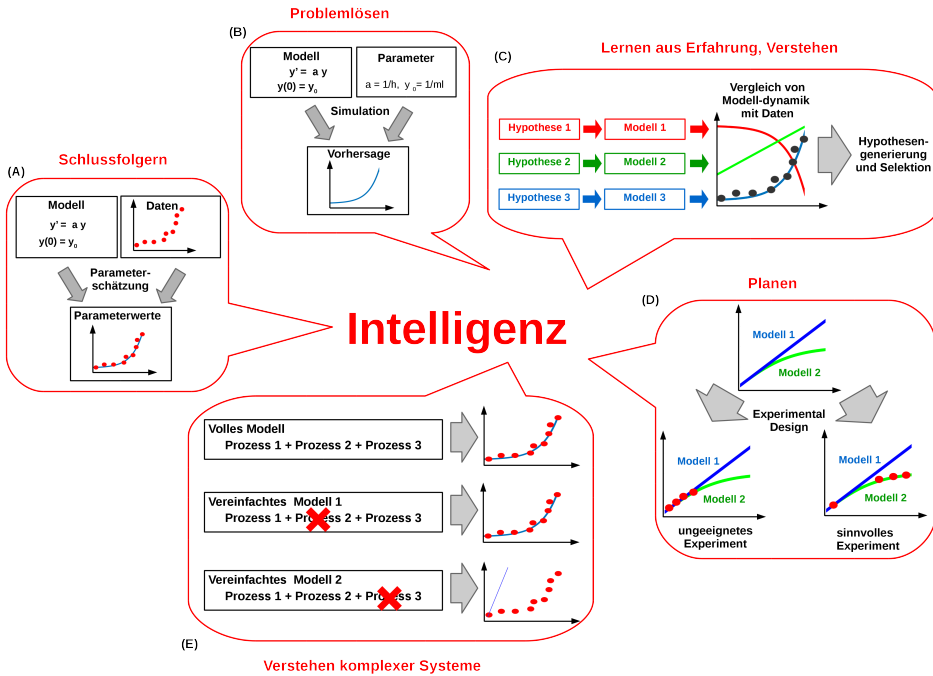 Problemlösen
(B)
Modell
y' = a y
y(0) = y0
Parameter
a = 1/h, y 0= 1/ml
Simulation
Vorhersage
Lernen aus Erfahrung, Verstehen
(C)
Vergleich von
Modell-dynamik
mit Daten
Hypothese 1
Modell 1
Hypothese 2
Modell 2
Hypothese 3
Modell 3
Hypothesen-
generierung
und Selektion
Schlussfolgern
(A)
Modell
y' = a y
y(0) = y0
Daten
Parameter-
schätzung
Parameterwerte
Intelligenz
Planen
(D)
Modell 1
Modell 2
Experimental
Design
Modell 1
Modell 2
ungeeignetes
Experiment
Modell 1
Modell 2
sinnvolles
Experiment
Volles Modell
Prozess 1 + Prozess 2 + Prozess 3
Vereinfachtes Modell 1
Prozess 1 + Prozess 2 + Prozess 3
Vereinfachtes Modell 2
Prozess 1 + Prozess 2 + Prozess 3
(E)
Verstehen komplexer Systeme